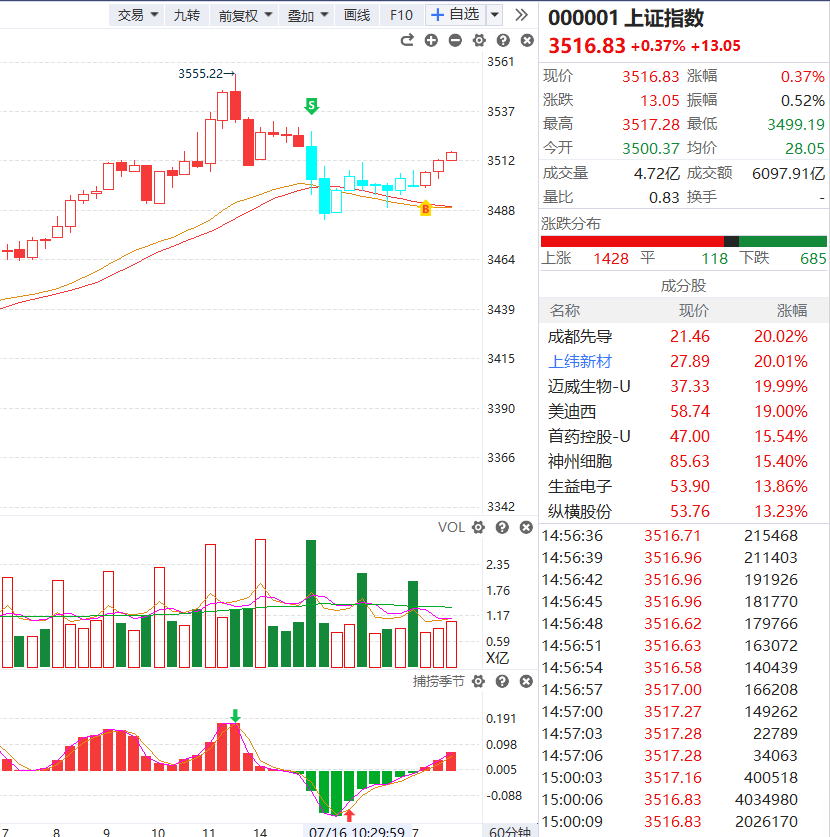 交易 九转 前复权 叠加 画线 F10 + 自选
000001 上证指数
3516.83 +0.37% +13.05
现价 3516.83 涨幅 0.37%
涨跌 13.05 振幅 0.52%
最高 3517.28 最低 3499.19
今开 3500.37 均价 28.05
成交量 4.72亿 成交额 6097.91亿
量比 0.83 换手 -
涨跌分布
上涨 1428 平 118 下跌 685
成分股
名称 现价 涨幅
成都先导 21.46 20.02%
上纬新材 27.89 20.01%
迈威生物-U 37.33 19.99%
美迪西 58.74 19.00%
首药控股-U 47.00 15.54%
神州细胞 85.63 15.40%
生益电子 53.90 13.86%
纵横股份 53.76 13.23%
14:56:36 3516.71 215468
14:56:39 3516.96 211403
14:56:42 3516.96 191926
14:56:45 3516.96 181770
14:56:48 3516.62 179766
14:56:51 3516.63 163072
14:56:54 3516.58 140439
14:56:57 3517.00 166208
14:57:00 3517.27 149262
14:57:03 3517.28 22789
14:57:06 3517.28 34063
15:00:03 3517.16 400518
15:00:06 3516.83 4034980
15:00:09 3516.83 2026170
3561
3555.22→
S
3537
3512
3488
B
3464
3439
3415
3390
3366
3342
VOL
2.35
1.76
1.17
0.59
X亿
捕捞季节
0.191
0.098
0.005
-0.088
7 8 9 10 11 14 07/16 10:29:59 7 60分钟